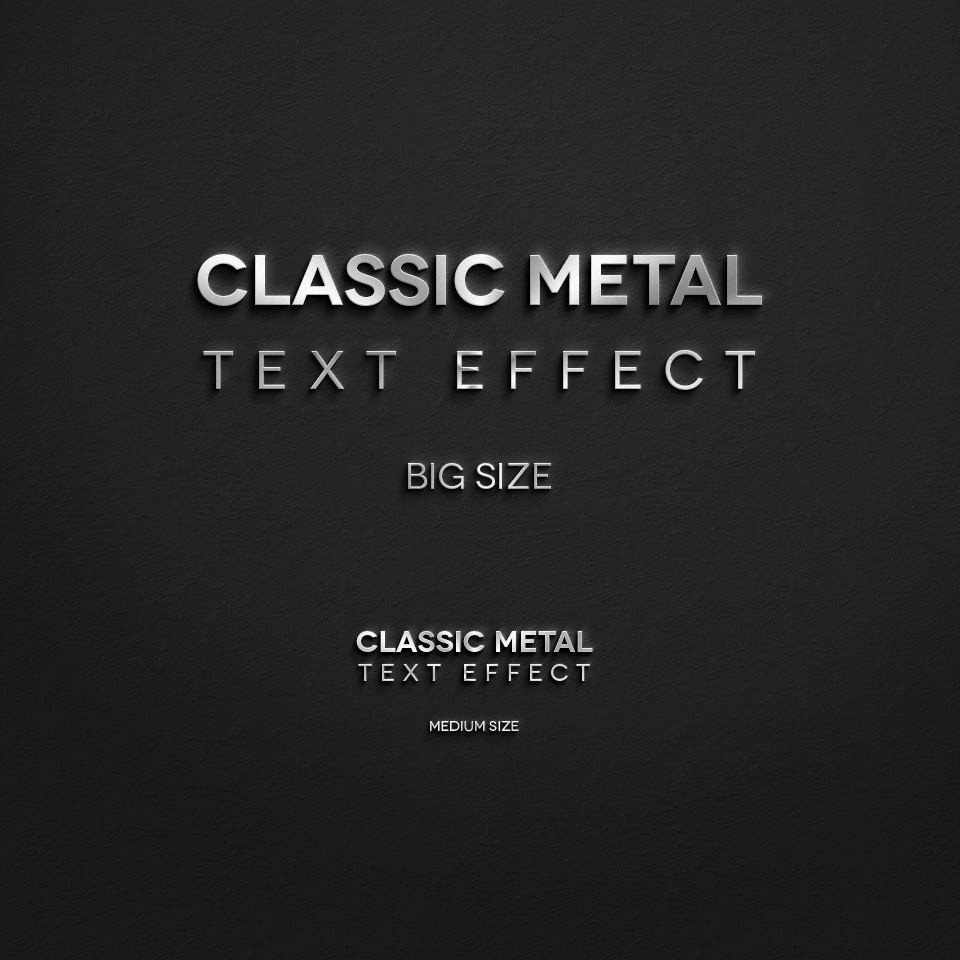 CLASSIC METAL
TEXT EFFECT
BIG SIZE
CLASSIC METAL
TEXT EFFECT
MEDIUM SIZE